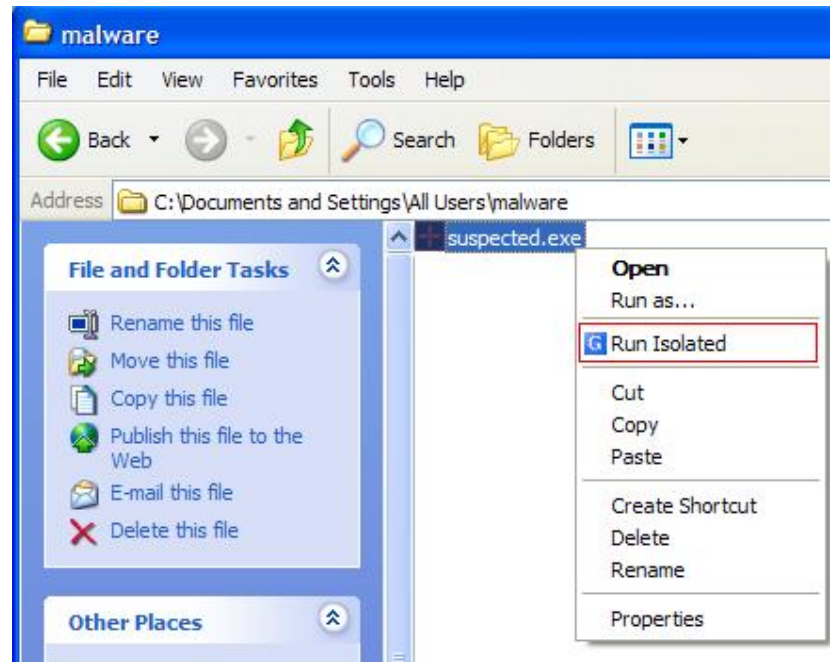 malware
File Edit View Favorites Tools Help
Back Search Folders
Address C:\Documents and Settings\All Users\malware
File and Folder Tasks
Rename this file
Move this file
Copy this file
Publish this file to the
Web
E-mail this file
Delete this file
Other Places
suspected.exe
Open
Run as...
G Run Isolated
Cut
Copy
Paste
Create Shortcut
Delete
Rename
Properties